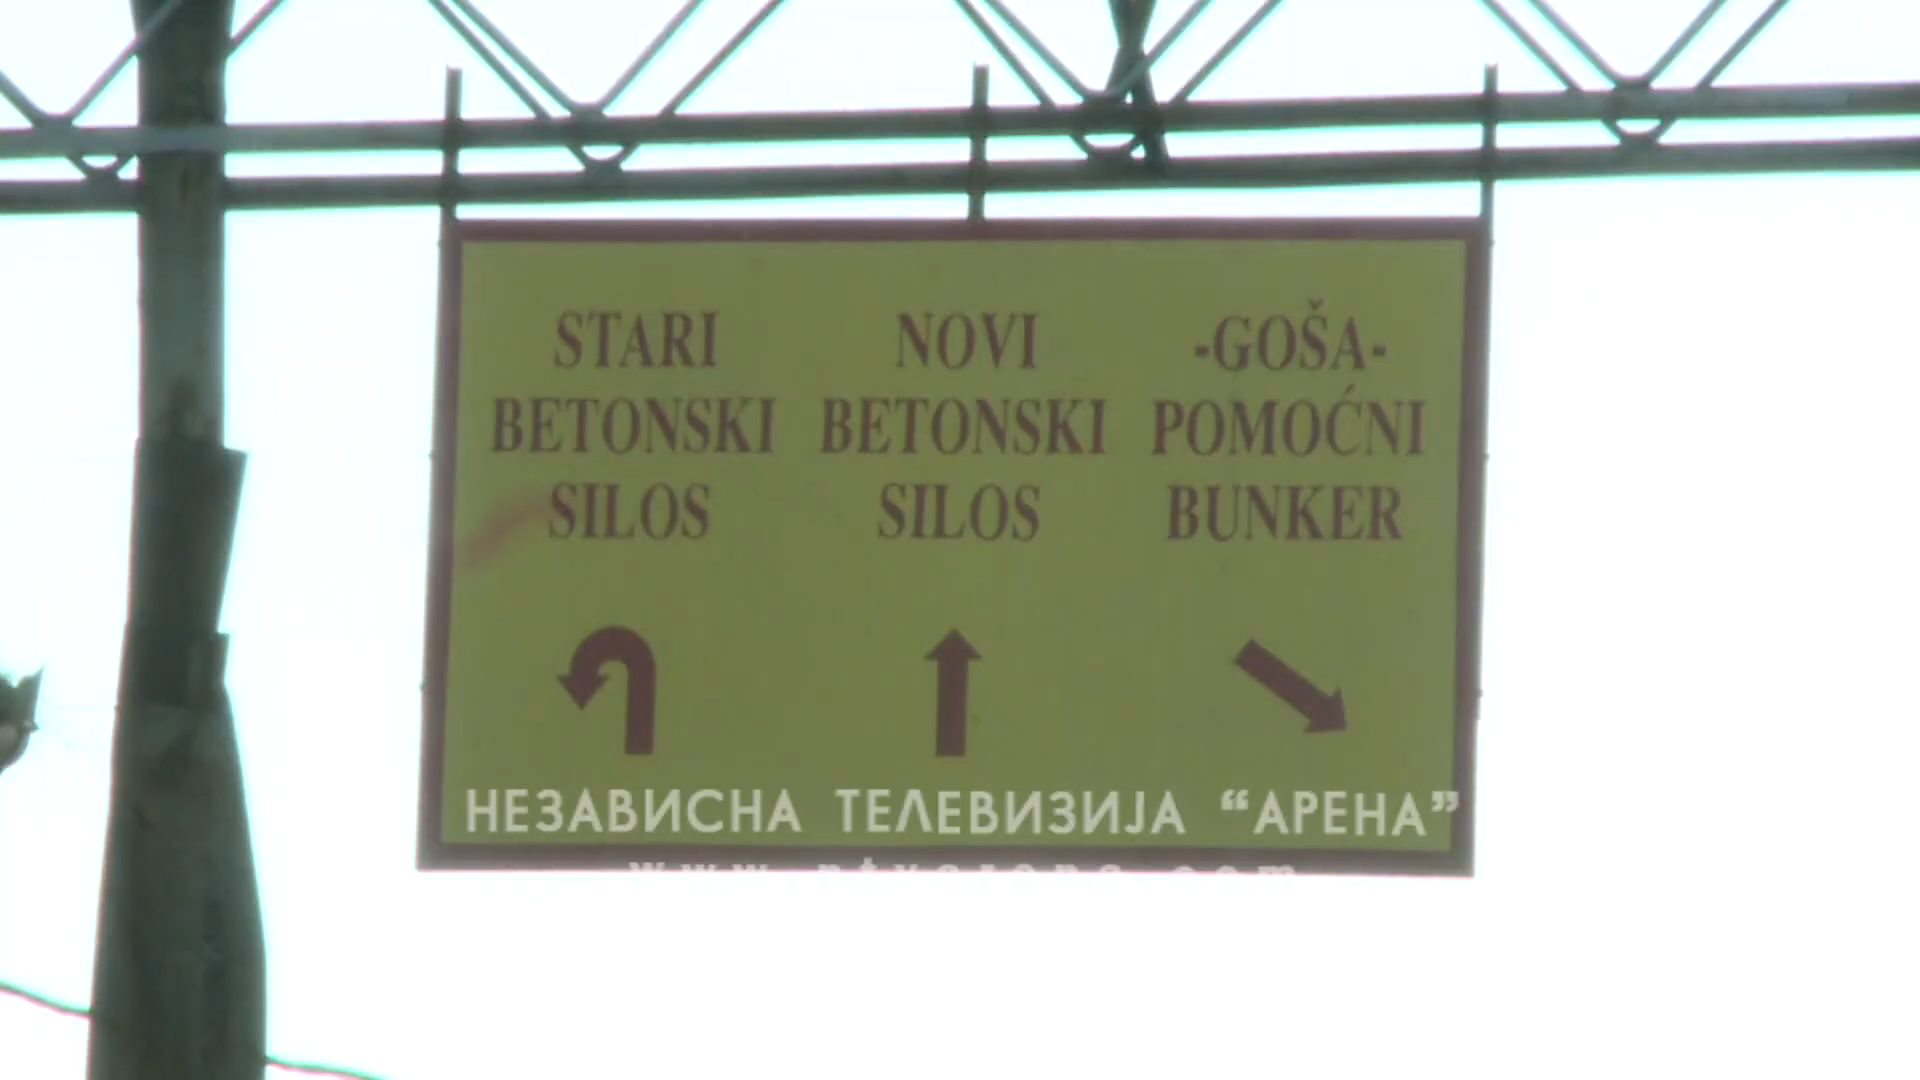 STARI BETONSKI SILOS
NOVI BETONSKI SILOS
-GOŠA- POMOĆNI BUNKER
НЕЗАВИСНА ТЕЛЕВИЗИЈА “АРЕНА”